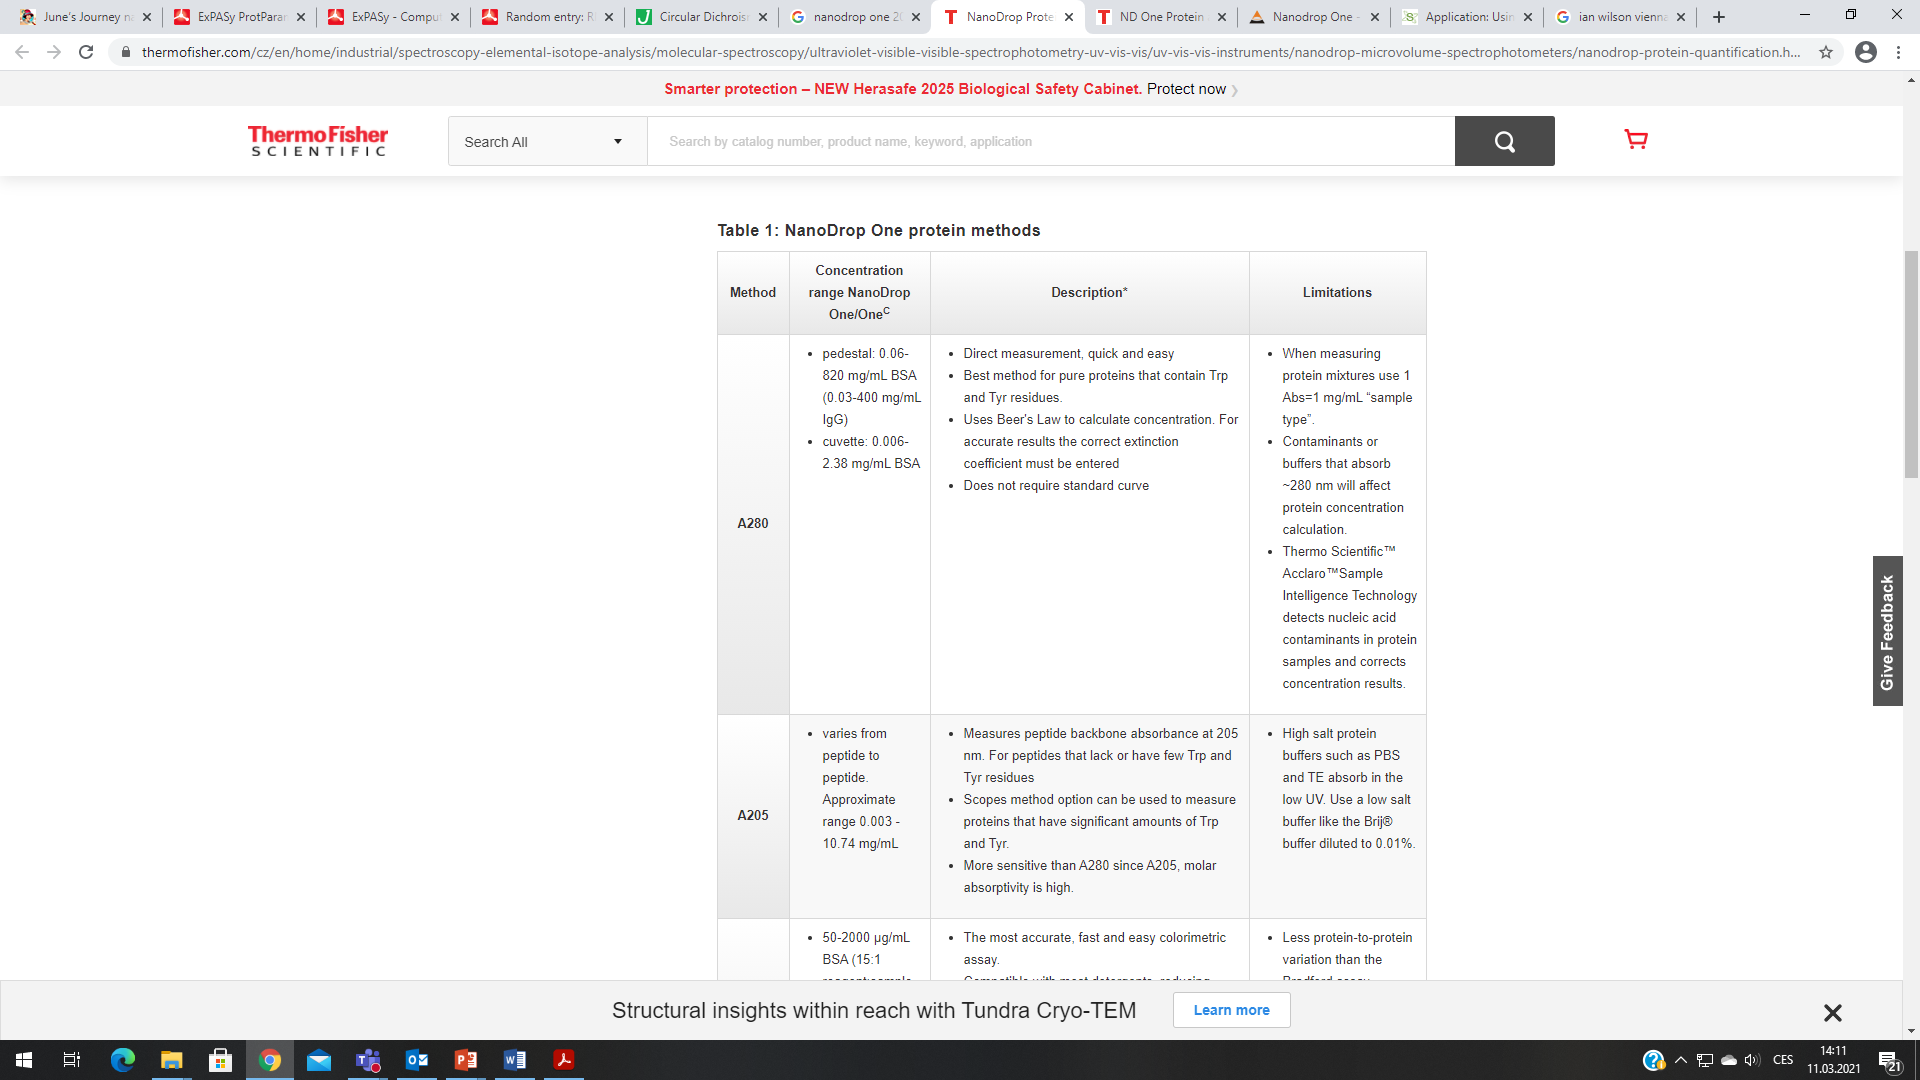 June's Journey na
ExPASy ProtParam
ExPASy - Comput
Random entry: R
Circular Dichroism
nanodrop one 20
NanoDrop Prote
ND One Protein
Nanodrop One -
Application: Usin
ian wilson vienna
thermofisher.com/cz/en/home/industrial/spectroscopy-elemental-isotope-analysis/molecular-spectroscopy/ultraviolet-visible-visible-spectrophotometry-uv-vis-vis/uv-vis-vis-instruments/nanodrop-microvolume-spectrophotometers/nanodrop-protein-quantification.h...
Smarter protection – NEW Herasafe 2025 Biological Safety Cabinet. Protect now
ThermoFisher
SCIENTIFIC
Search All
Search by catalog number, product name, keyword, application
Table 1: NanoDrop One protein methods
Method
Concentration
range NanoDrop
One/OneC
Description*
Limitations
A280
• pedestal: 0.06-
820 mg/mL BSA
(0.03-400 mg/mL
IgG)
• cuvette: 0.006-
2.38 mg/mL BSA
• Direct measurement, quick and easy
• Best method for pure proteins that contain Trp
and Tyr residues.
• Uses Beer's Law to calculate concentration. For
accurate results the correct extinction
coefficient must be entered
• Does not require standard curve
• When measuring
protein mixtures use 1
Abs=1 mg/mL “sample
type”.
• Contaminants or
buffers that absorb
~280 nm will affect
protein concentration
calculation.
• Thermo Scientific™
Acclaro™Sample
Intelligence Technology
detects nucleic acid
contaminants in protein
samples and corrects
concentration results.
A205
• varies from
peptide to
peptide.
Approximate
range 0.003 -
10.74 mg/mL
• Measures peptide backbone absorbance at 205
nm. For peptides that lack or have few Trp and
Tyr residues
• Scopes method option can be used to measure
proteins that have significant amounts of Trp
and Tyr.
• More sensitive than A280 since A205, molar
absorptivity is high.
• High salt protein
buffers such as PBS
and TE absorb in the
low UV. Use a low salt
buffer like the Brij®
buffer diluted to 0.01%.
• 50-2000 µg/mL
BSA (15:1
• The most accurate, fast and easy colorimetric
assay.
• Less protein-to-protein
variation than the
Give Feedback
Structural insights within reach with Tundra Cryo-TEM
Learn more
CES
14:11
11.03.2021
21